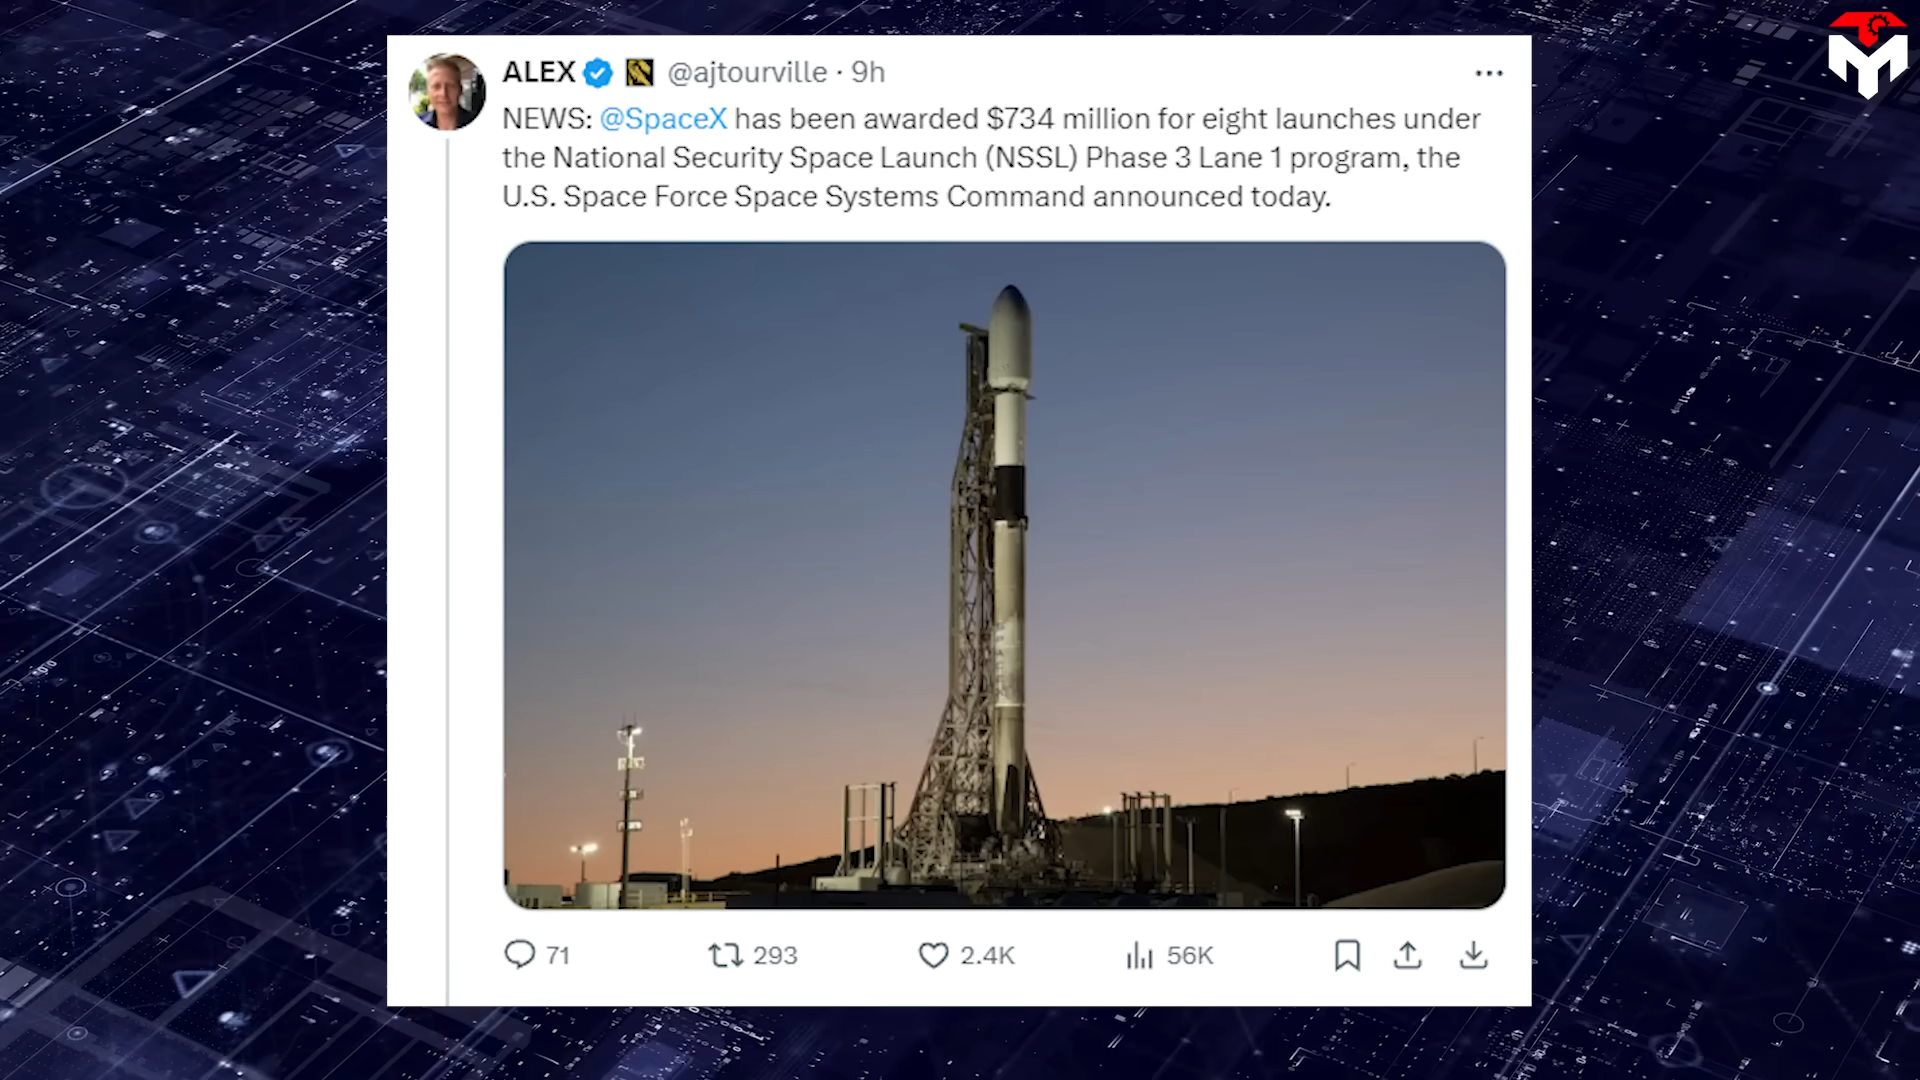 ALEX @ajtourville · 9h
NEWS: @SpaceX has been awarded $734 million for eight launches under
the National Security Space Launch (NSSL) Phase 3 Lane 1 program, the
U.S. Space Force Space Systems Command announced today.
71 293 2.4K 56K